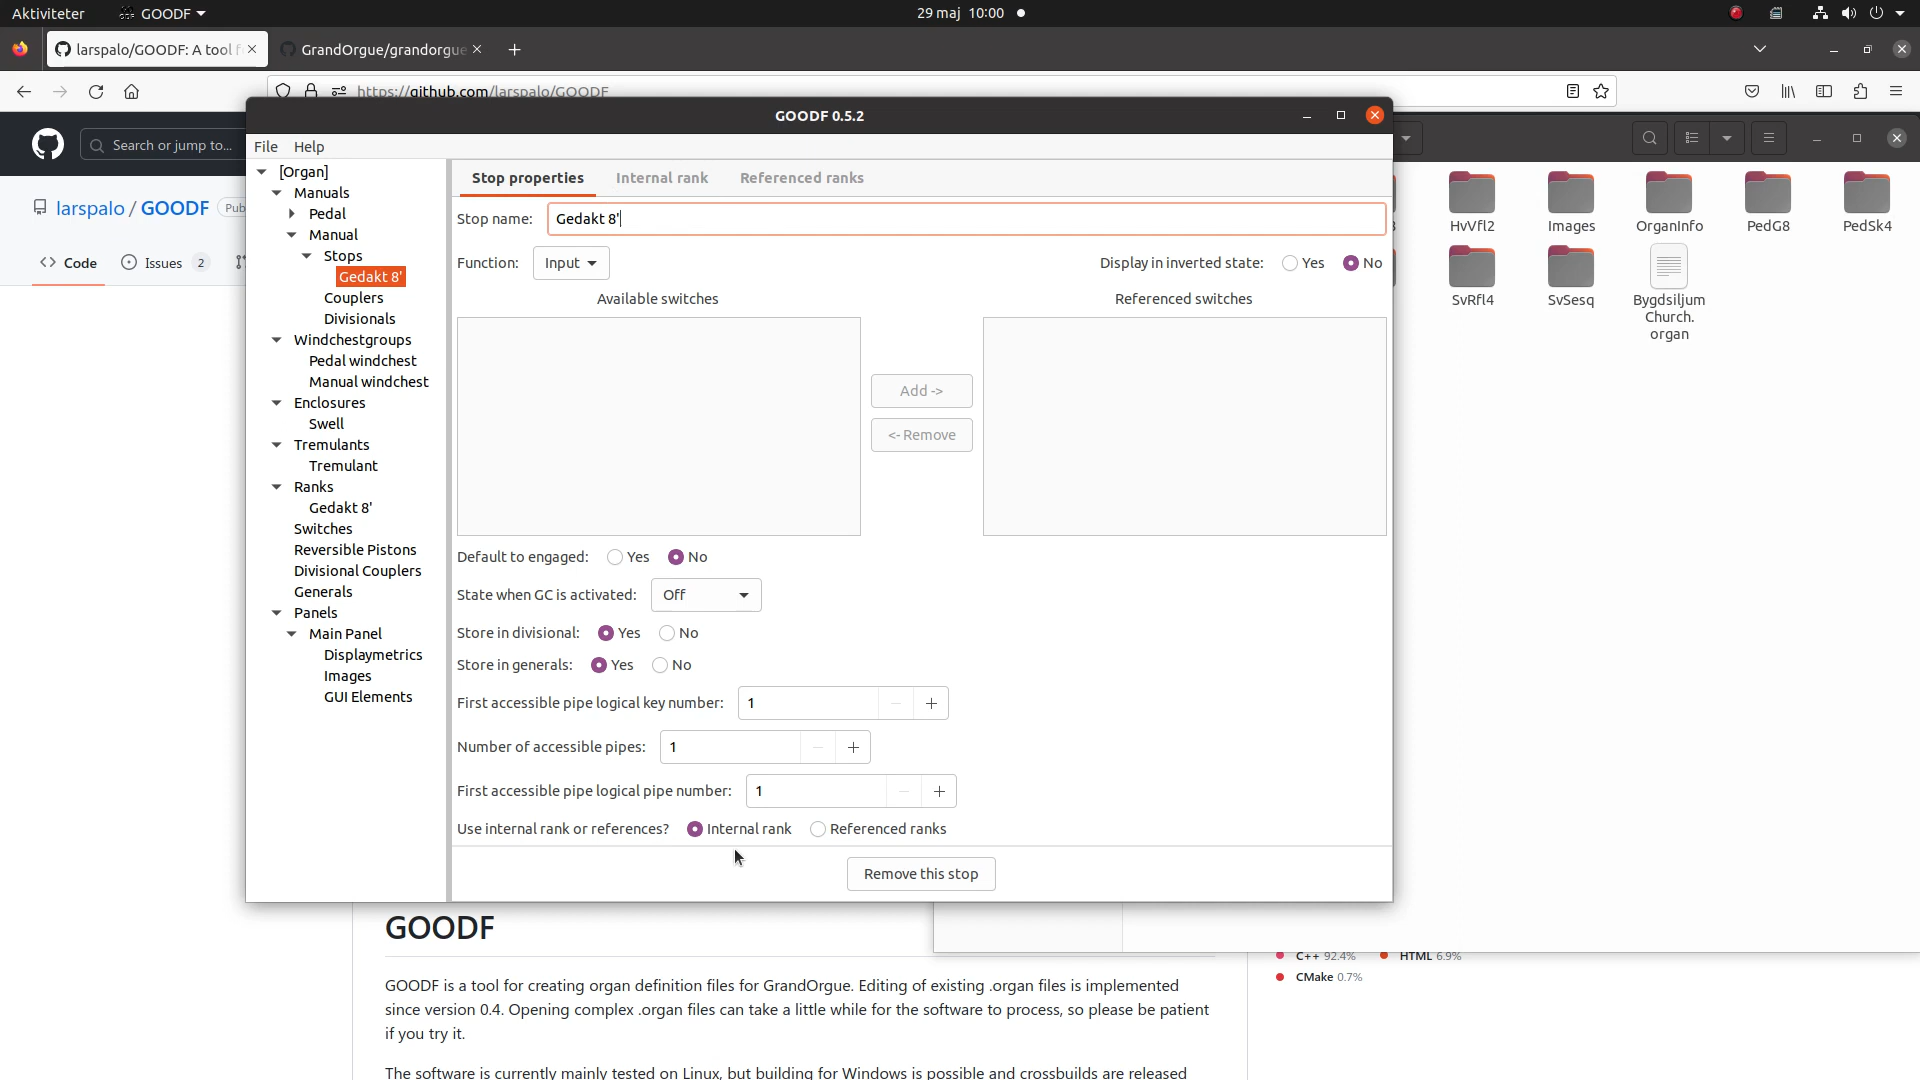 Aktiviteter
GOODF
29 maj 10:00
larspalo/GOODF: A tool f
GrandOrgue/grandorgue
https://github.com/larspalo/GOODF
Search or jump to...
larspalo / GOODF
Pub
Code
Issues 2
GOODF 0.5.2
File Help
[Organ]
Manuals
Pedal
Manual
Stops
Gedakt 8'
Couplers
Divisionals
Windchestgroups
Pedal windchest
Manual windchest
Enclosures
Swell
Tremulants
Tremulant
Ranks
Gedakt 8'
Switches
Reversible Pistons
Divisional Couplers
Generals
Panels
Main Panel
Displaymetrics
Images
GUI Elements
Stop properties Internal rank Referenced ranks
Stop name: Gedakt 8'
Function: Input Display in inverted state: Yes No
Available switches Referenced switches
Add ->
<- Remove
Default to engaged: Yes No
State when GC is activated: Off
Store in divisional: Yes No
Store in generals: Yes No
First accessible pipe logical key number: 1
Number of accessible pipes: 1
First accessible pipe logical pipe number: 1
Use internal rank or references? Internal rank Referenced ranks
Remove this stop
HvVfl2 Images OrganInfo PedG8 PedSk4
SvRfl4 SvSesq Bygdsiljum
Church.
organ
GOODF
GOODF is a tool for creating organ definition files for GrandOrgue. Editing of existing .organ files is implemented
since version 0.4. Opening complex .organ files can take a little while for the software to process, so please be patient
if you try it.
The software is currently mainly tested on Linux, but building for Windows is possible and crossbuilds are released
C++ 92.4% HTML 6.9%
CMake 0.7%